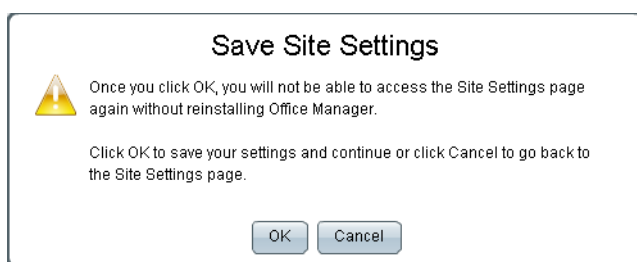 Save Site Settings
Once you click OK, you will not be able to access the Site Settings page
again without reinstalling Office Manager.
Click OK to save your settings and continue or click Cancel to go back to
the Site Settings page.
OK
Cancel